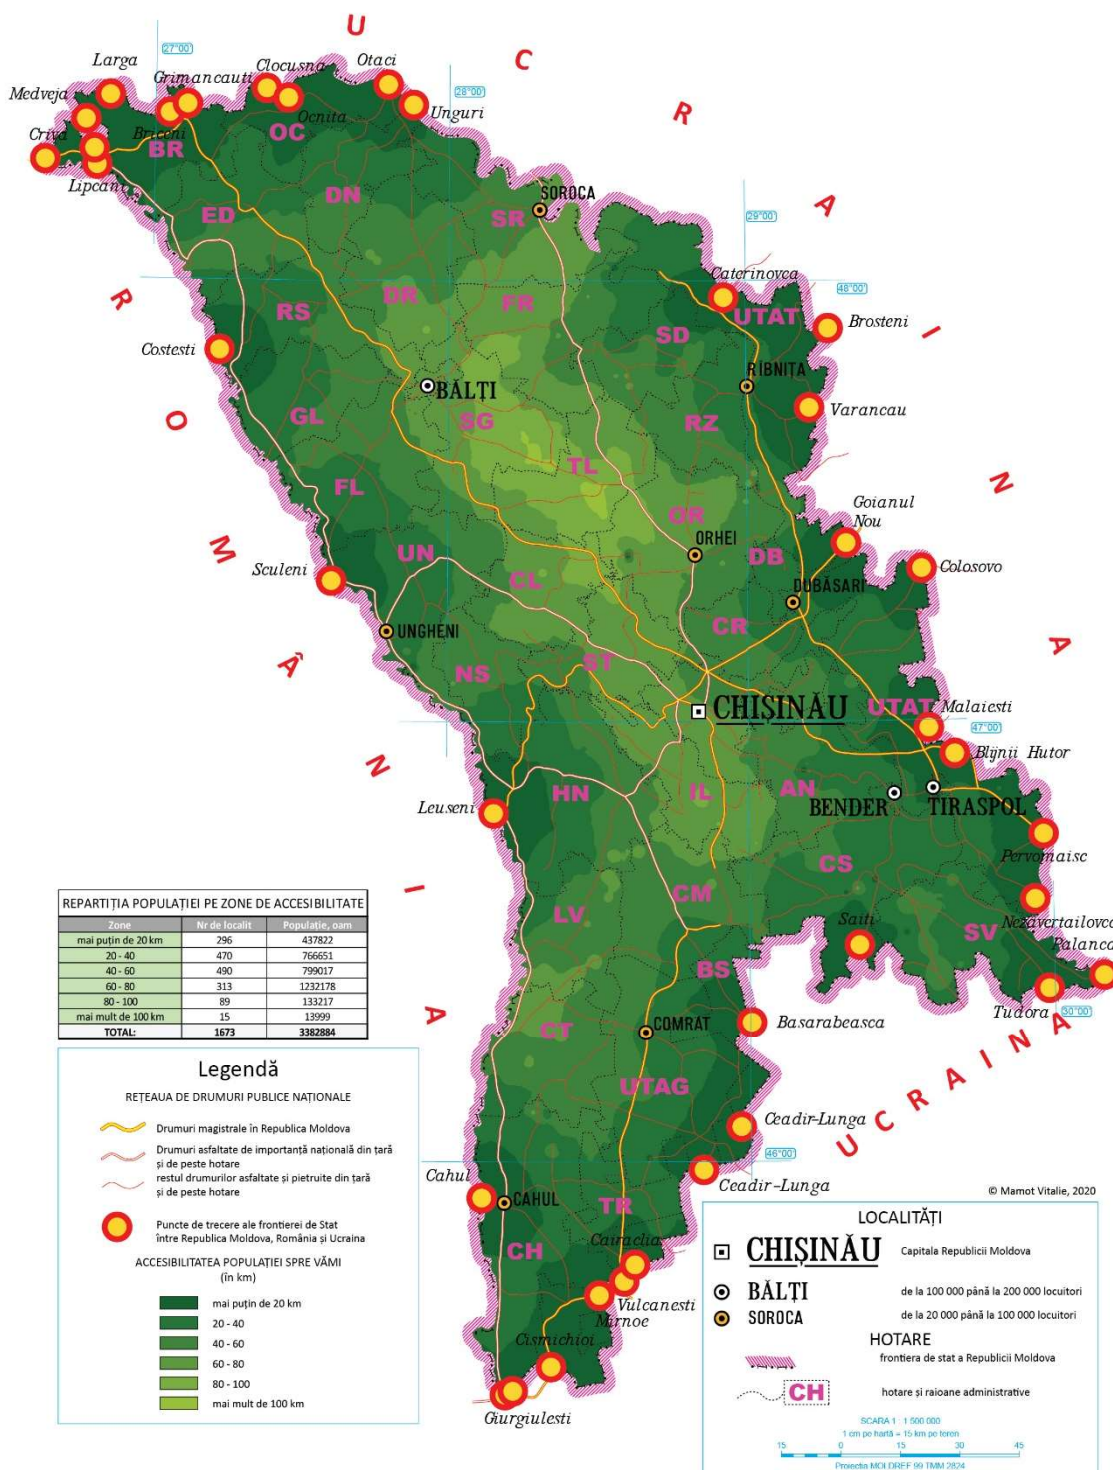 U C R A I N A
27°00'
28°00'
29°00'
48°00'
47°00'
30°00'
46°00'
Larga
Medveja
Criva
Lipcani
Briceni
Grimancauti
Clocusna
Ocnita
Otaci
Unguri
BR
OC
ED
DN
SR
SOROCA
Caterinovca
UTAT
Brosteni
RS
DR
FR
SD
Costesti
RÎBNIȚA
BĂLȚI
Varancau
GL
SG
RZ
TL
FL
OR
Goianul
Nou
ORHEI
UN
DB
Colosovo
Sculeni
CL
DUBĂSARI
UNGHENI
CR
NS
ST
CHIȘINĂU
UTAT
Malaiesti
Blijnii Hutor
HN
IL
AN
BENDER
TIRASPOL
Leuseni
Pervomaisc
CS
CM
LV
Saiti
SV
Nezavertailovca
Palanca
BS
Tudora
CT
COMRAT
Basarabeasca
UTAG
Ceadir-Lunga
Ceadir-Lunga
Cahul
CAHUL
TR
CH
Cairaclia
Vulcanesti
Mirnoe
Cismichioi
Giurgiulesti
R O M Â N I A
U C R A I N A
REPARTIȚIA POPULAȚIEI PE ZONE DE ACCESIBILITATE
Zone Nr de localit Populație, oam
mai puțin de 20 km 296 437822
20 - 40 470 766651
40 - 60 490 799017
60 - 80 313 1232178
80 - 100 89 133217
mai mult de 100 km 15 13999
TOTAL: 1673 3382884
Legendă
REȚEAUA DE DRUMURI PUBLICE NAȚIONALE
Drumuri magistrale în Republica Moldova
Drumuri asfaltate de importanță națională din țară
și de peste hotare
restul drumurilor asfaltate și pietruite din țară
și de peste hotare
Puncte de trecere ale frontierei de Stat
între Republica Moldova, România și Ucraina
ACCESIBILITATEA POPULAȚIEI SPRE VĂMI
(în km)
mai puțin de 20 km
20 - 40
40 - 60
60 - 80
80 - 100
mai mult de 100 km
© Mamot Vitalie, 2020
LOCALITĂȚI
CHIȘINĂU Capitala Republicii Moldova
BĂLȚI de la 100 000 până la 200 000 locuitori
SOROCA de la 20 000 până la 100 000 locuitori
HOTARE
frontiera de stat a Republicii Moldova
CH hotare și raioane administrative
SCARA 1 : 1 500 000
1 cm pe hartă = 15 km pe teren
15 0 15 30 45
Proiecția MOLDREF 99 TMM 2824